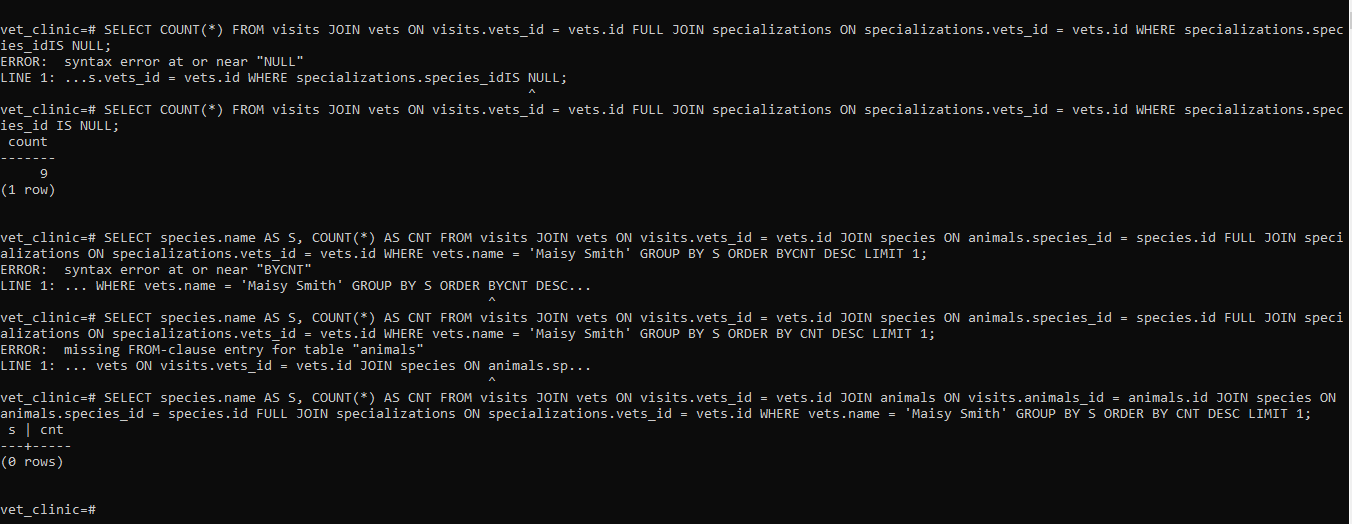 vet_clinic=# SELECT COUNT(*) FROM visits JOIN vets ON visits.vets_id = vets.id FULL JOIN specializations ON specializations.vets_id = vets.id WHERE specializations.spec
ies_idIS NULL;
ERROR:  syntax error at or near "NULL"
LINE 1: ...s.vets_id = vets.id WHERE specializations.species_idIS NULL;
^
vet_clinic=# SELECT COUNT(*) FROM visits JOIN vets ON visits.vets_id = vets.id FULL JOIN specializations ON specializations.vets_id = vets.id WHERE specializations.spec
ies_id IS NULL;
count
-------
9
(1 row)
vet_clinic=# SELECT species.name AS S, COUNT(*) AS CNT FROM visits JOIN vets ON visits.vets_id = vets.id JOIN species ON animals.species_id = species.id FULL JOIN speci
alizations ON specializations.vets_id = vets.id WHERE vets.name = 'Maisy Smith' GROUP BY S ORDER BYCNT DESC LIMIT 1;
ERROR:  syntax error at or near "BYCNT"
LINE 1: ... WHERE vets.name = 'Maisy Smith' GROUP BY S ORDER BYCNT DESC...
^
vet_clinic=# SELECT species.name AS S, COUNT(*) AS CNT FROM visits JOIN vets ON visits.vets_id = vets.id JOIN species ON animals.species_id = species.id FULL JOIN speci
alizations ON specializations.vets_id = vets.id WHERE vets.name = 'Maisy Smith' GROUP BY S ORDER BY CNT DESC LIMIT 1;
ERROR:  missing FROM-clause entry for table "animals"
LINE 1: ... vets ON visits.vets_id = vets.id JOIN species ON animals.sp...
^
vet_clinic=# SELECT species.name AS S, COUNT(*) AS CNT FROM visits JOIN vets ON visits.vets_id = vets.id JOIN animals ON visits.animals_id = animals.id JOIN species ON
animals.species_id = species.id FULL JOIN specializations ON specializations.vets_id = vets.id WHERE vets.name = 'Maisy Smith' GROUP BY S ORDER BY CNT DESC LIMIT 1;
s | cnt
---+-----
(0 rows)
vet_clinic=#